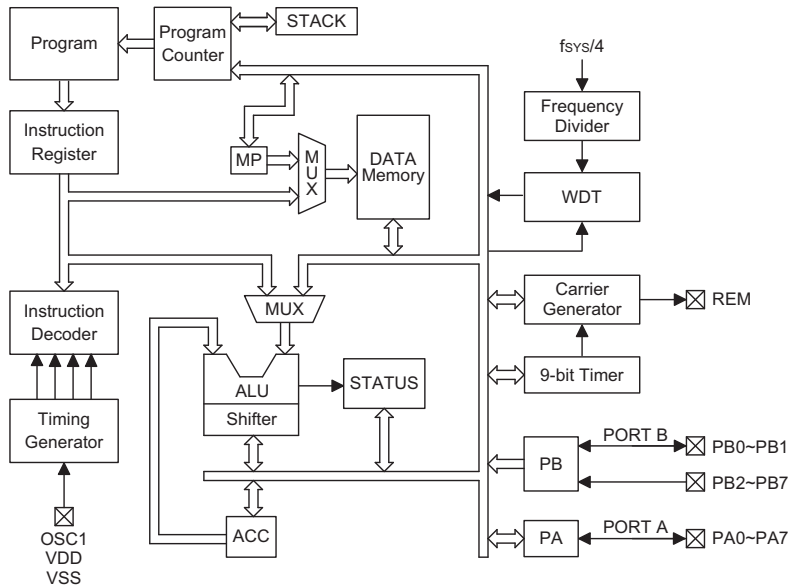 Program
Program
Counter
STACK
fSYS/4
Frequency
Divider
Instruction
Register
MP
MUX
DATA
Memory
WDT
Instruction
Decoder
MUX
Carrier
Generator
REM
ALU
STATUS
9-bit Timer
Shifter
Timing
Generator
PORT B
PB
PB0~PB1
PB2~PB7
OSC1
VDD
VSS
ACC
PA
PORT A
PA0~PA7